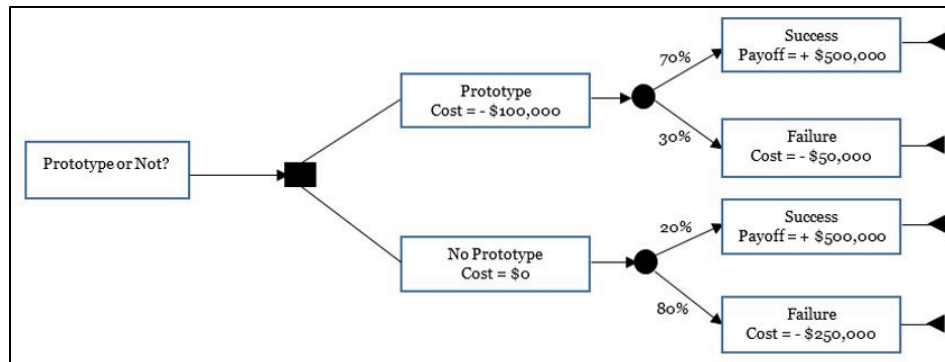 Prototype or Not?
Prototype
Cost = - $100,000
70%
Success
Payoff = + $500,000
30%
Failure
Cost = - $50,000
No Prototype
Cost = $0
20%
Success
Payoff = + $500,000
80%
Failure
Cost = - $250,000